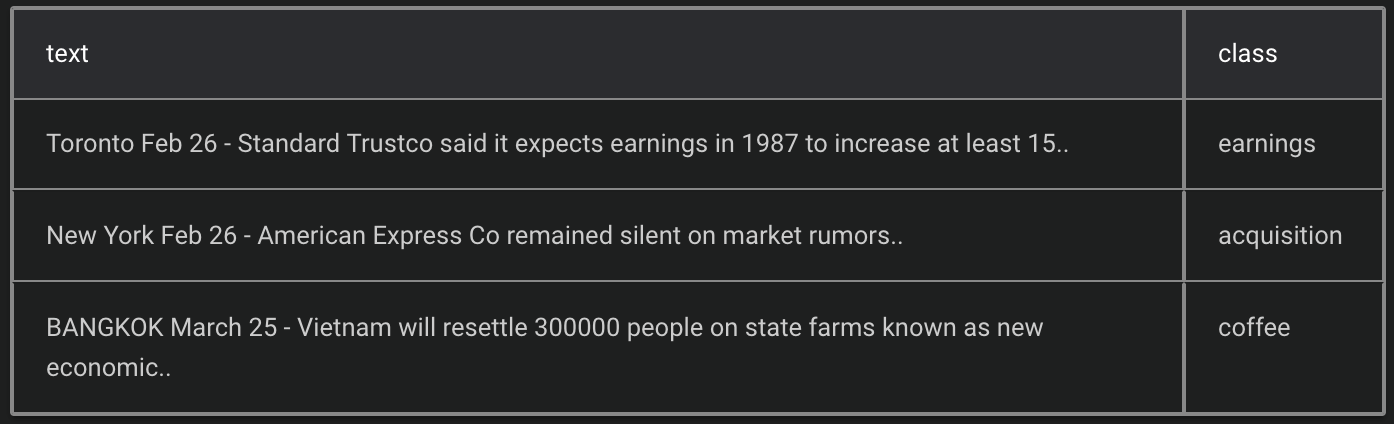 text class
Toronto Feb 26 - Standard Trustco said it expects earnings in 1987 to increase at least 15.. earnings
New York Feb 26 - American Express Co remained silent on market rumors.. acquisition
BANGKOK March 25 - Vietnam will resettle 300000 people on state farms known as new coffee
economic..